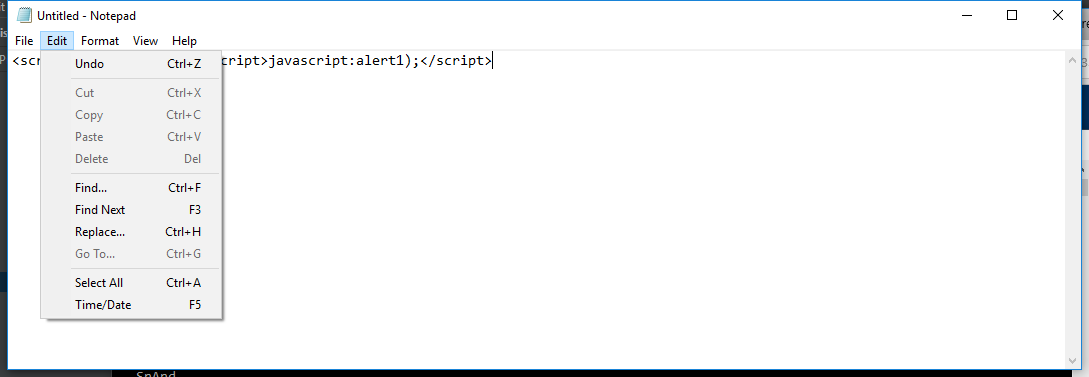 Untitled - Notepad
File Edit Format View Help
<scr cript>javascript:alert1);</script>
Undo Ctrl+Z
Cut Ctrl+X
Copy Ctrl+C
Paste Ctrl+V
Delete Del
Find... Ctrl+F
Find Next F3
Replace... Ctrl+H
Go To... Ctrl+G
Select All Ctrl+A
Time/Date F5